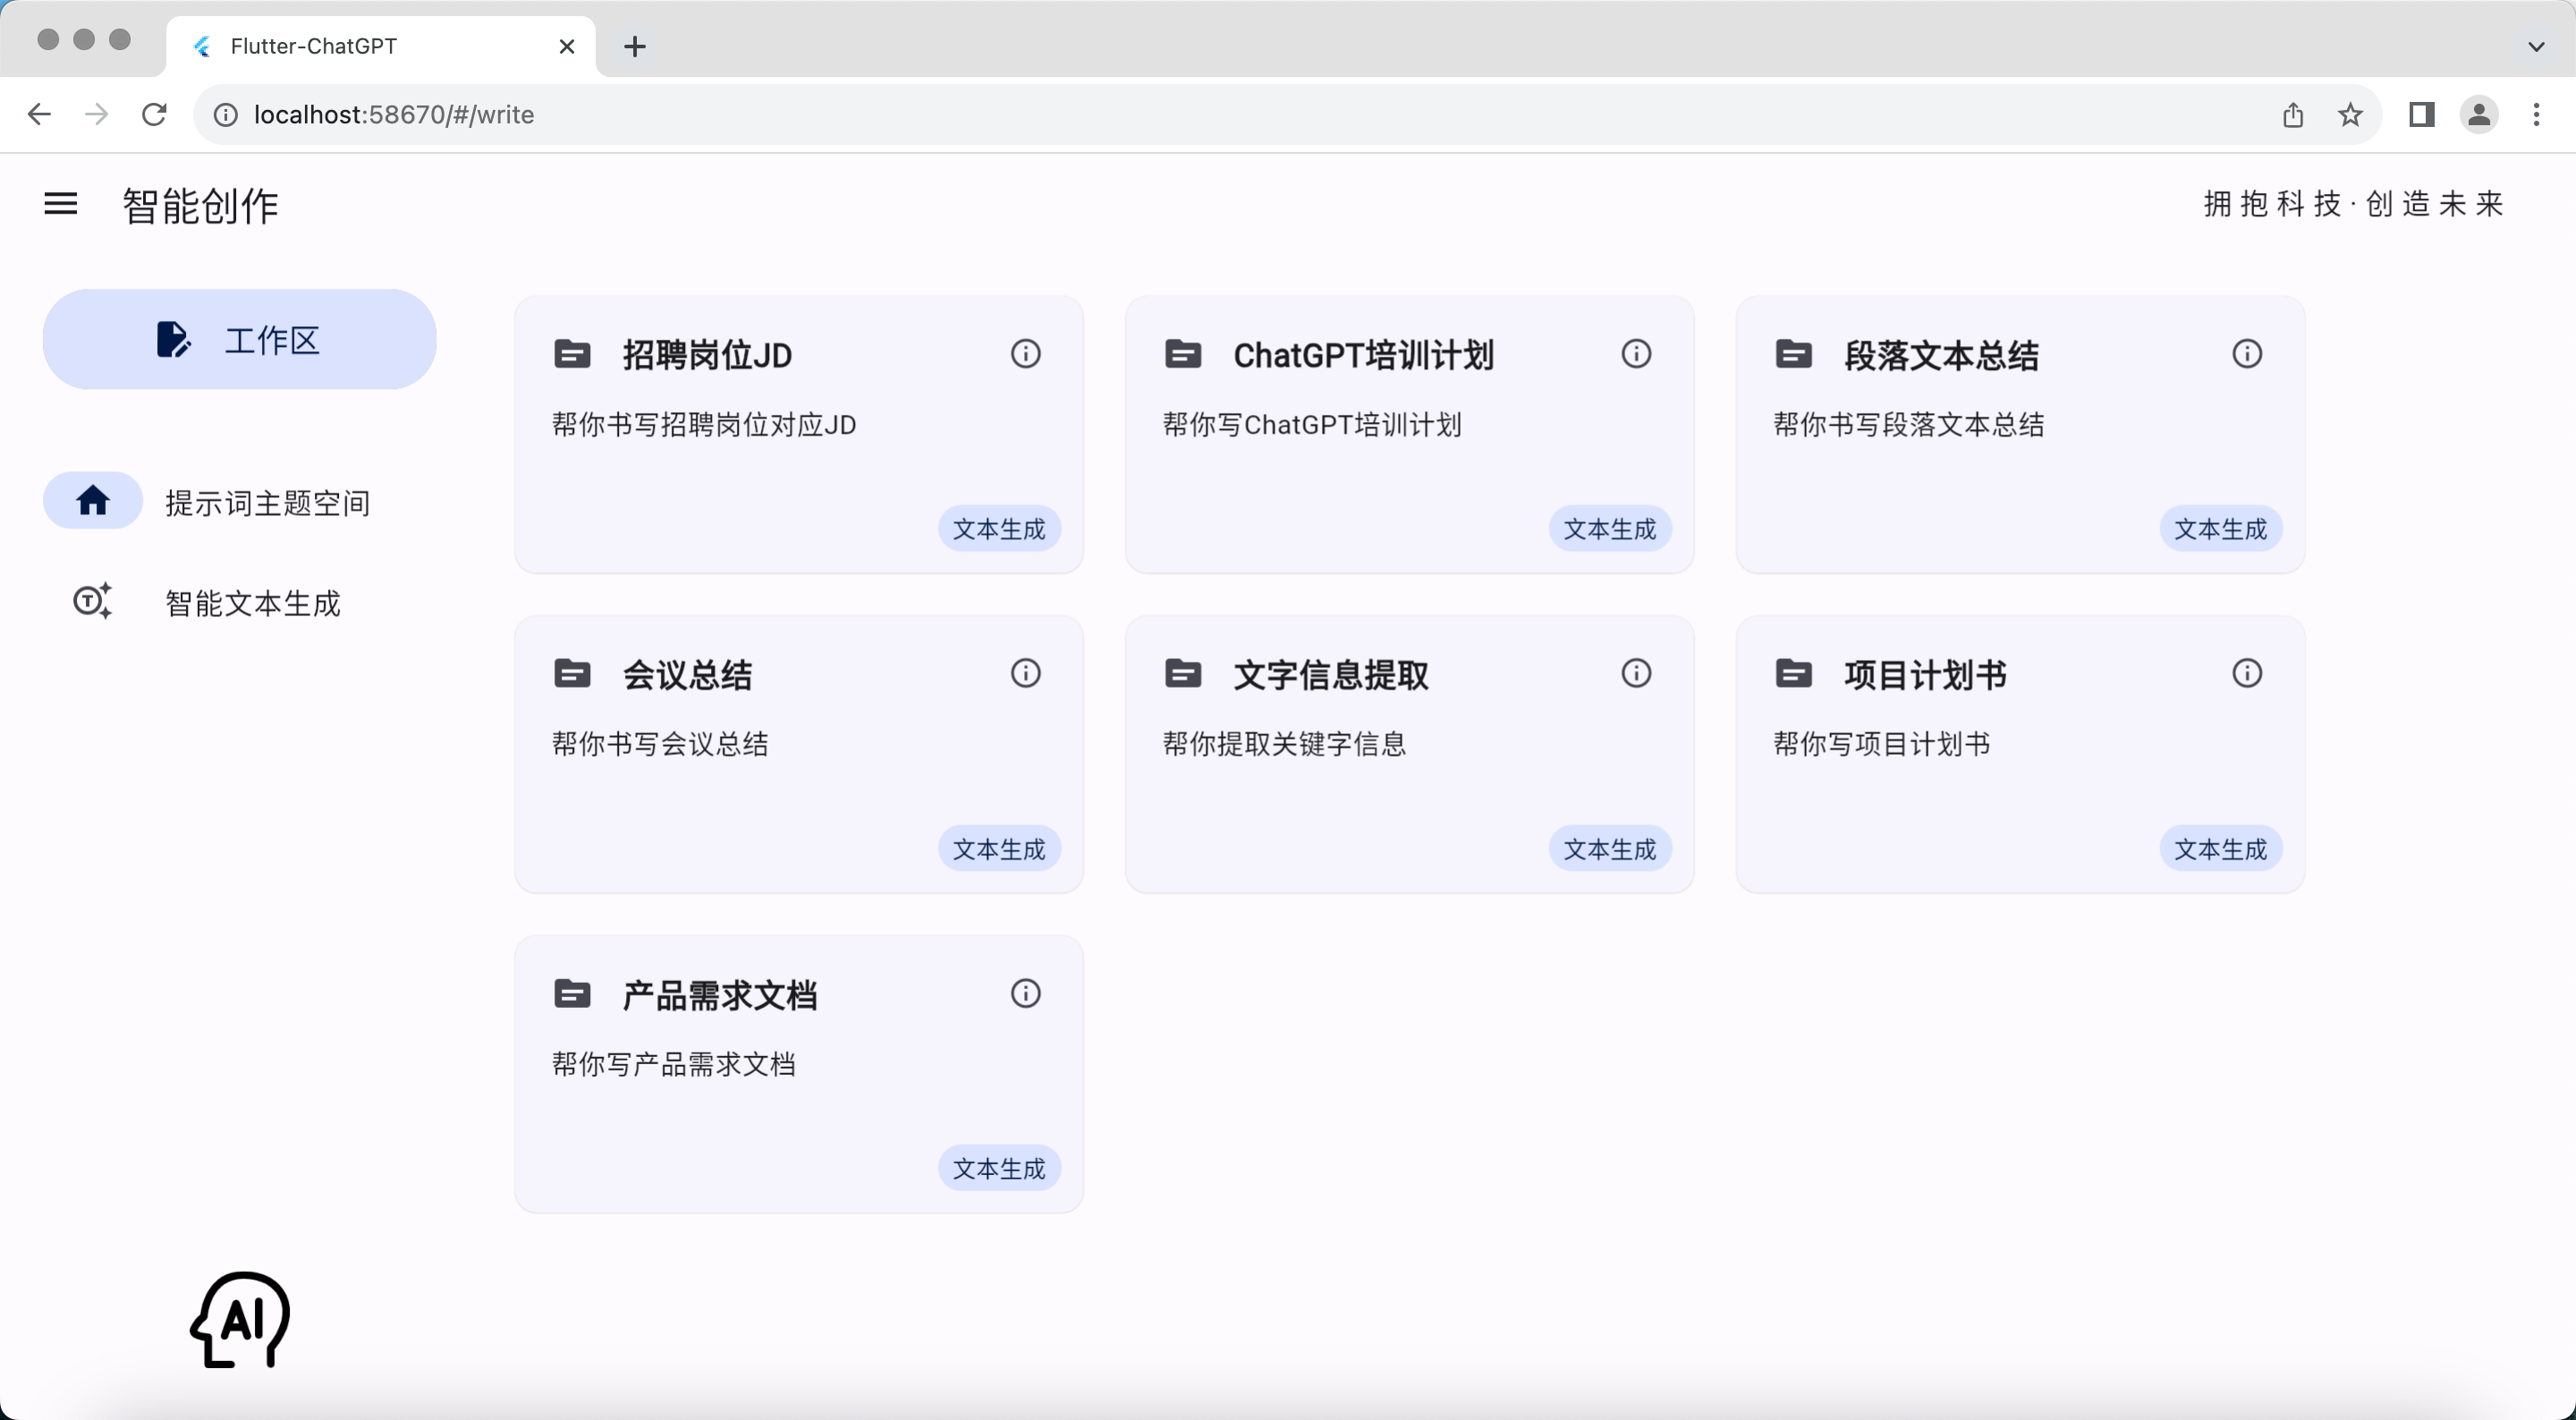 Flutter-ChatGPT
localhost:58670/#/write
智能创作
拥抱科技·创造未来
工作区
提示词主题空间
智能文本生成
招聘岗位JD
帮你书写招聘岗位对应JD
文本生成
ChatGPT培训计划
帮你写ChatGPT培训计划
文本生成
段落文本总结
帮你书写段落文本总结
文本生成
会议总结
帮你书写会议总结
文本生成
文字信息提取
帮你提取关键字信息
文本生成
项目计划书
帮你写项目计划书
文本生成
产品需求文档
帮你写产品需求文档
文本生成
AI